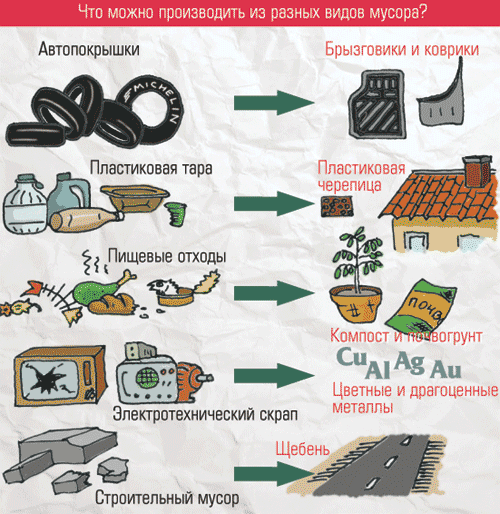 Что можно производить из разных видов мусора?
Автопокрышки
Брызговики и коврики
MICHELIN
Пластиковая тара
Пластиковая
черепица
Пищевые отходы
ПОЧВ
Компост и почвогрунт
Cu Al Ag Au
Электротехнический скрап
Цветные и драгоценные
металлы
Щебень
Строительный мусор